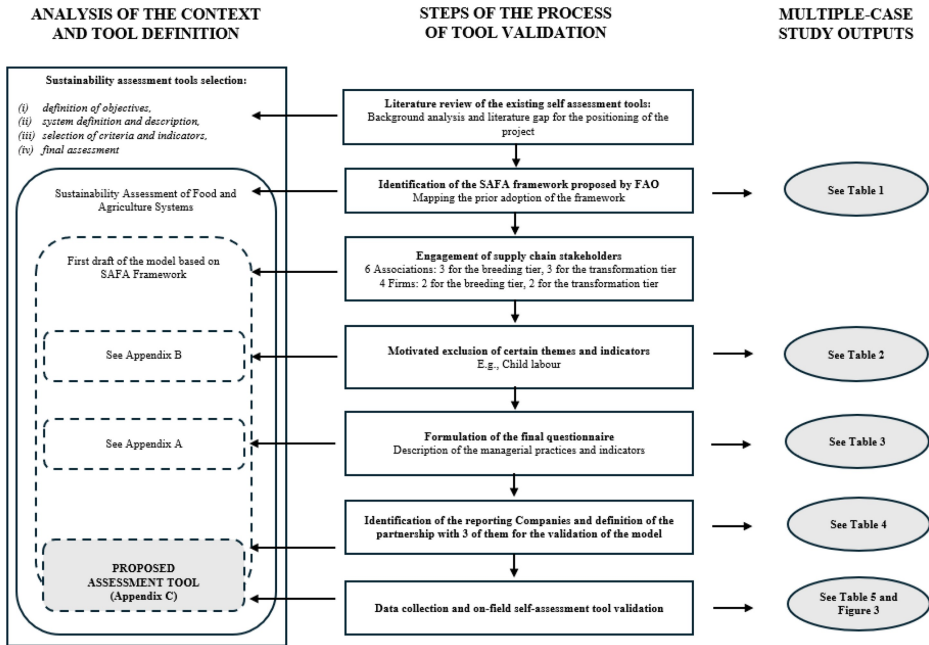 ANALYSIS OF THE CONTEXT
AND TOOL DEFINITION
Sustainability assessment tools selection:
(i) definition of objectives,
(ii) system definition and description,
(iii) selection of criteria and indicators,
(iv) final assessment
Sustainability Assessment of Food and
Agriculture Systems
First draft of the model based on
SAFA Framework
See Appendix B
See Appendix A
PROPOSED
ASSESSMENT TOOL
(Appendix C)
STEPS OF THE PROCESS
OF TOOL VALIDATION
Literature review of the existing self assessment tools:
Background analysis and literature gap for the positioning of the
project
Identification of the SAFA framework proposed by FAO
Mapping the prior adoption of the framework
Engagement of supply chain stakeholders
6 Associations: 3 for the breeding tier, 3 for the transformation tier
4 Firms: 2 for the breeding tier, 2 for the transformation tier
Motivated exclusion of certain themes and indicators
E.g., Child labour
Formulation of the final questionnaire
Description of the managerial practices and indicators
Identification of the reporting Companies and definition of the
partnership with 3 of them for the validation of the model
Data collection and on-field self-assessment tool validation
MULTIPLE-CASE
STUDY OUTPUTS
See Table 1
See Table 2
See Table 3
See Table 4
See Table 5 and
Figure 3